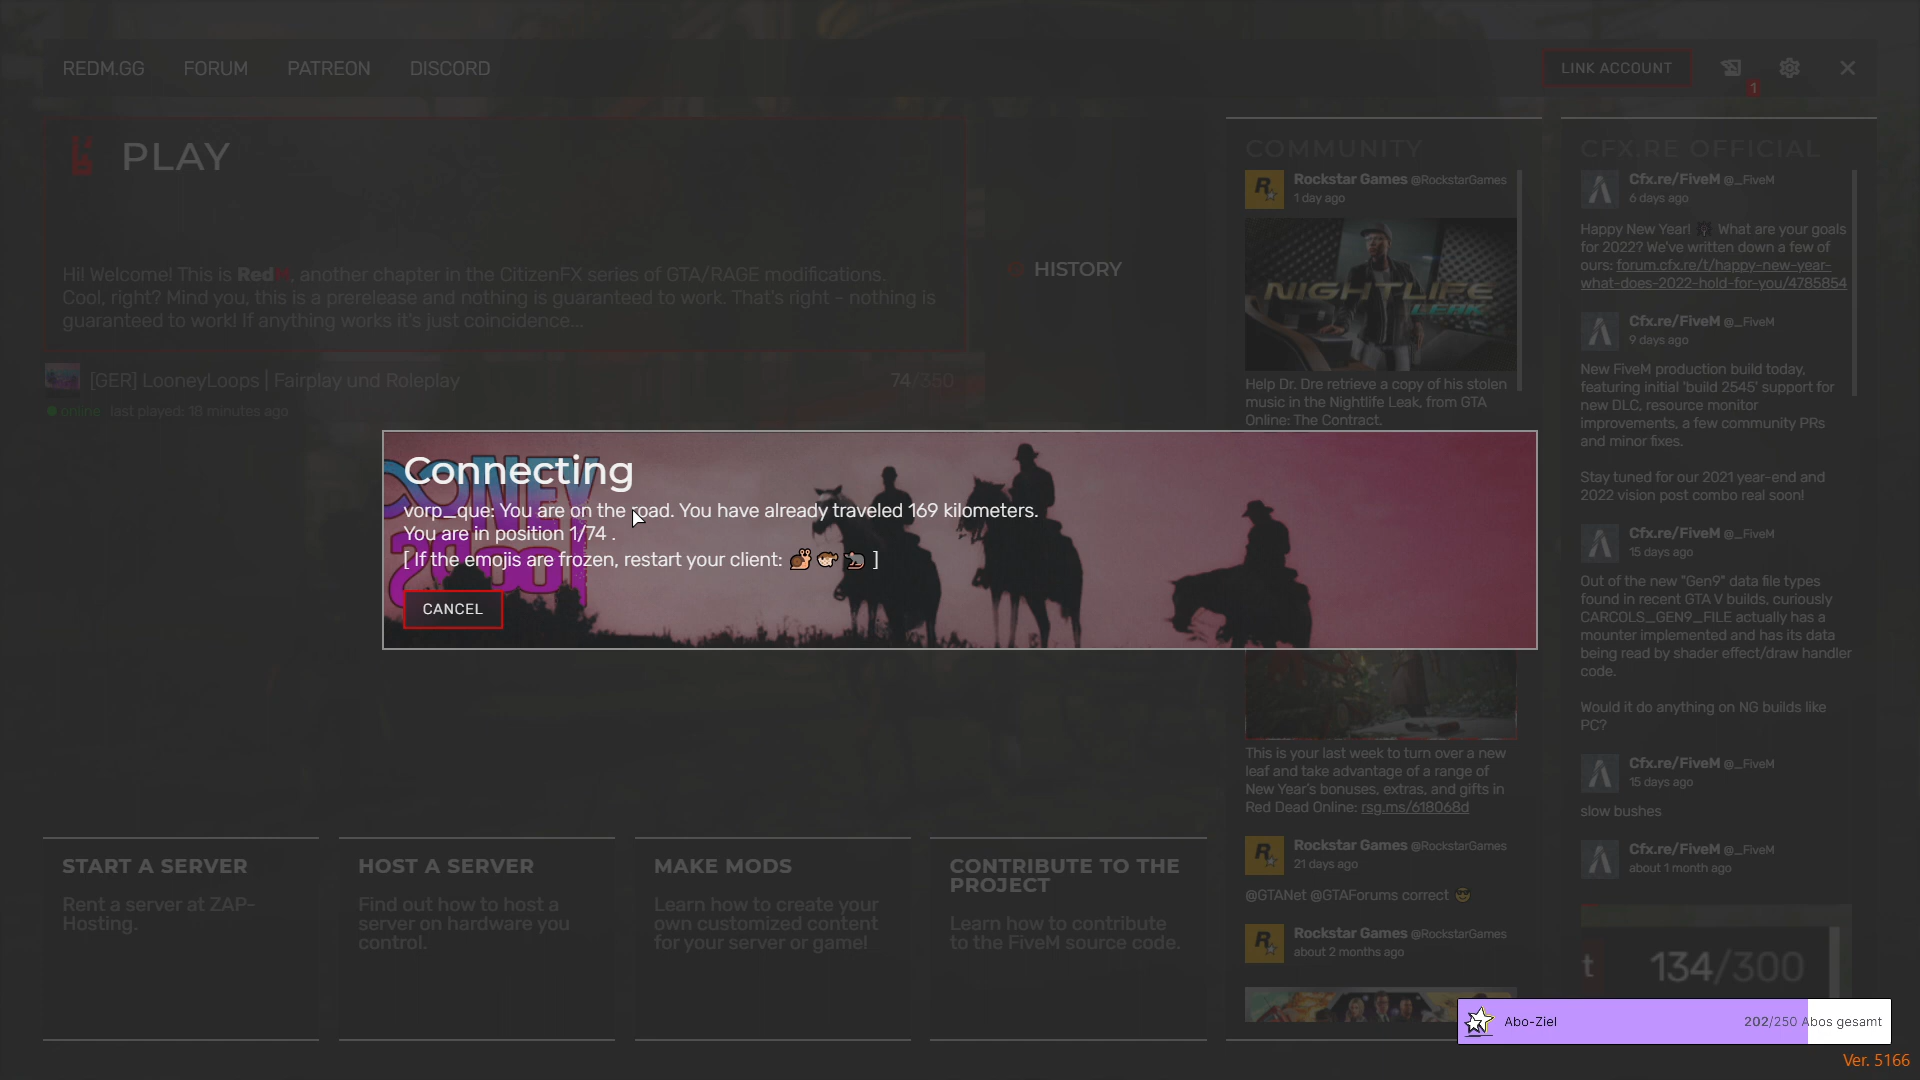 REDM.GG FORUM PATREON DISCORD
LINK ACCOUNT
1
PLAY
Hi! Welcome! This is Red , another chapter in the CitizenFX series of GTA/RAGE modifications.
Cool, right? Mind you, this is a prerelease and nothing is guaranteed to work. That's right - nothing is
guaranteed to work! If anything works it's just coincidence...
HISTORY
[GER] LooneyLoops | Fairplay und Roleplay 74/350
online last played: 18 minutes ago
Connecting
vorp_que: You are on the road. You have already traveled 169 kilometers.
You are in position 1/74 .
[ If the emojis are frozen, restart your client: 🐌🐡🐀 ]
CANCEL
COMMUNITY
Rockstar Games @RockstarGames
1 day ago
NIGHTLIFE
LEAK
Help Dr. Dre retrieve a copy of his stolen
music in the Nightlife Leak, from GTA
Online: The Contract.
This is your last week to turn over a new
leaf and take advantage of a range of
New Year's bonuses, extras, and gifts in
Red Dead Online: rsg.ms/618068d
Rockstar Games @RockstarGames
21 days ago
@GTANet @GTAForums correct 😎
Rockstar Games @RockstarGames
about 2 months ago
CFX.RE OFFICIAL
Cfx.re/FiveM @_FiveM
6 days ago
Happy New Year! What are your goals
for 2022? We've written down a few of
ours: forum.cfx.re/t/happy-new-year-
what-does-2022-hold-for-you/4785854
Cfx.re/FiveM @_FiveM
9 days ago
New FiveM production build today,
featuring initial 'build 2545' support for
new DLC, resource monitor
improvements, a few community PRs
and minor fixes.
Stay tuned for our 2021 year-end and
2022 vision post combo real soon!
Cfx.re/FiveM @_FiveM
15 days ago
Out of the new "Gen9" data file types
found in recent GTA V builds, curiously
CARCOLS_GEN9_FILE actually has a
mounter implemented and has its data
being read by shader effect/draw handler
code.
Would it do anything on NG builds like
PC?
Cfx.re/FiveM @_FiveM
15 days ago
slow bushes
Cfx.re/FiveM @_FiveM
about 1 month ago
t 134/300
START A SERVER
Rent a server at ZAP-
Hosting.
HOST A SERVER
Find out how to host a
server on hardware you
control.
MAKE MODS
Learn how to create your
own customized content
for your server or game!
CONTRIBUTE TO THE
PROJECT
Learn how to contribute
to the FiveM source code.
Abo-Ziel 202/250 Abos gesamt
Ver. 5166